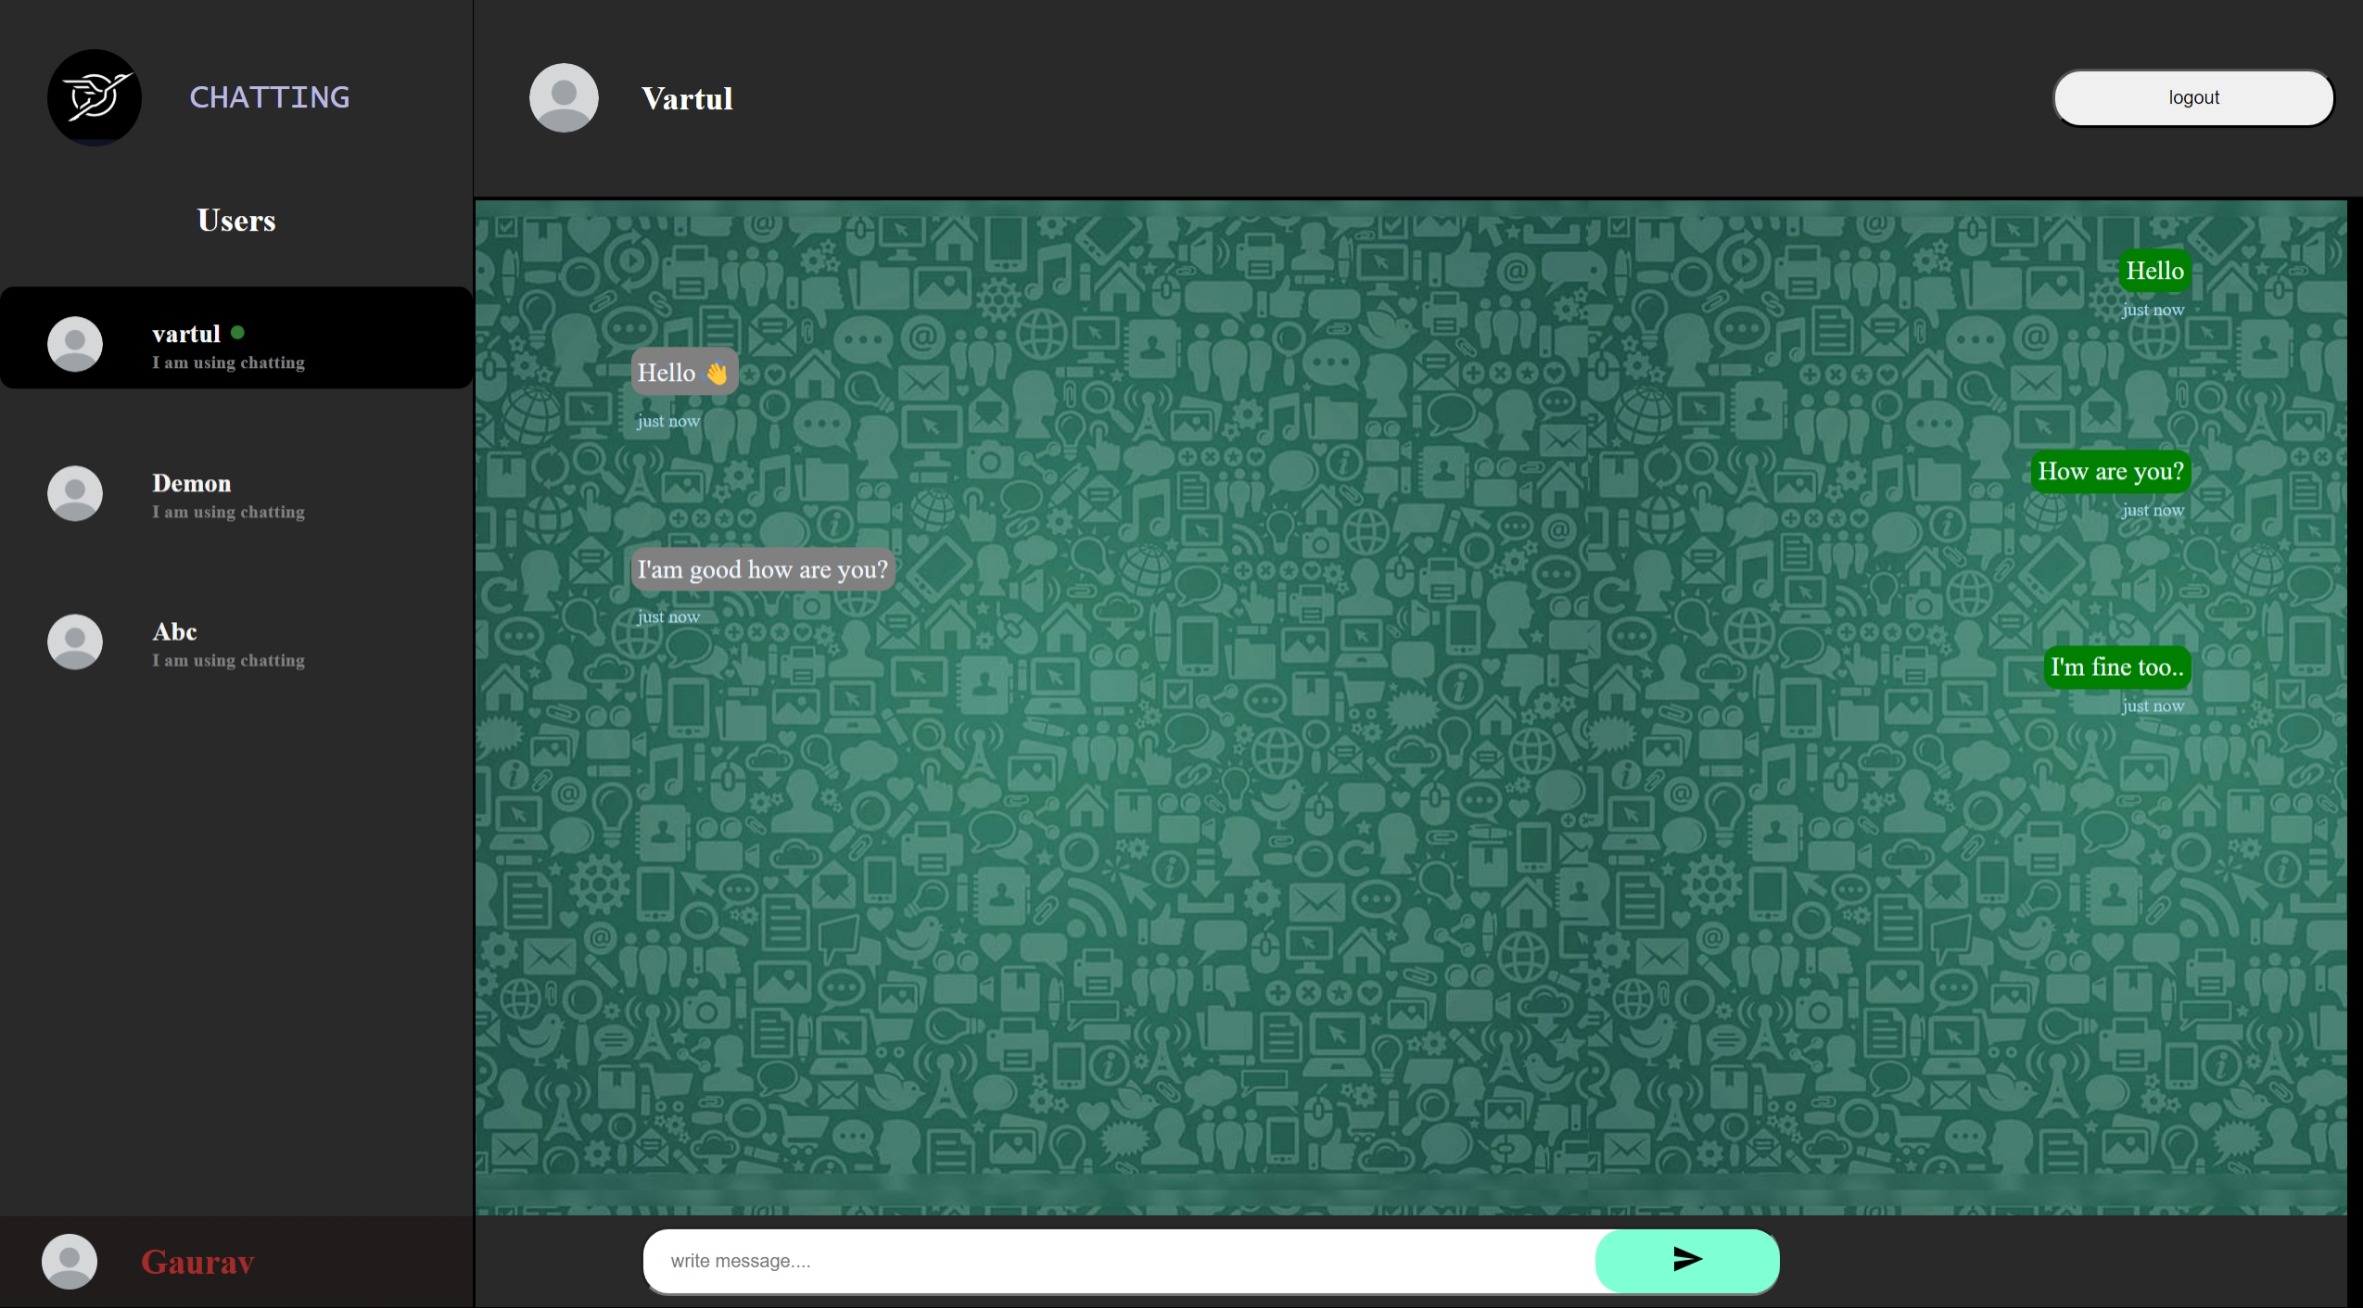 CHATTING
Users
vartul
I am using chatting
Demon
I am using chatting
Abc
I am using chatting
Gaurav
Vartul
logout
Hello
just now
Hello 👋
just now
How are you?
just now
I'am good how are you?
just now
I'm fine too..
just now
write message....